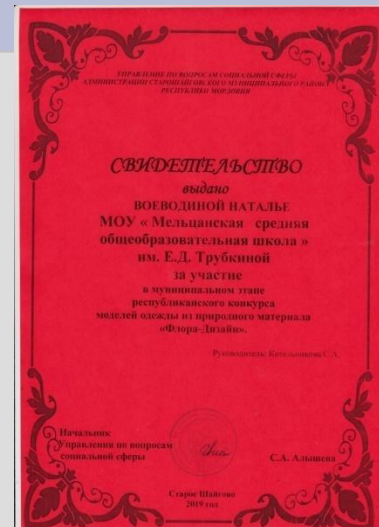 УПРАВЛЕНИЕ ПО ВОПРОСАМ СОЦИАЛЬНОЙ СФЕРЫ
АДМИНИСТРАЦИИ СТАРОШАЙГОВСКОГО МУНИЦИПАЛЬНОГО РАЙОНА
РЕСПУБЛИКИ МОРДОВИЯ
СВИДЕТЕЛЬСТВО
выдано
ВОЕВОДИНОЙ НАТАЛЬЕ
МОУ « Мельцанская средняя
общеобразовательная школа »
им. Е.Д. Трубкиной
за участие
в муниципальном этапе
республиканского конкурса
моделей одежды из природного материала
«Флора-Дизайн».
Руководитель: С.А.
Начальник
Управления по вопросам
социальной сферы
С.А. Алышева
Старое Шайгово
2019 год